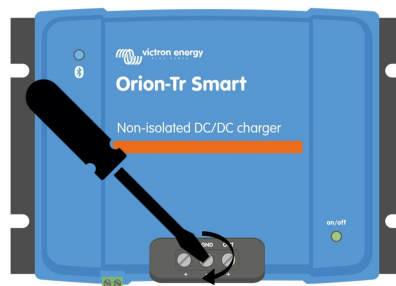 victron energy
BLUE POWER
Orion-Tr Smart
Non-isolated DC/DC charger
on/off
GND OUT
+ - +